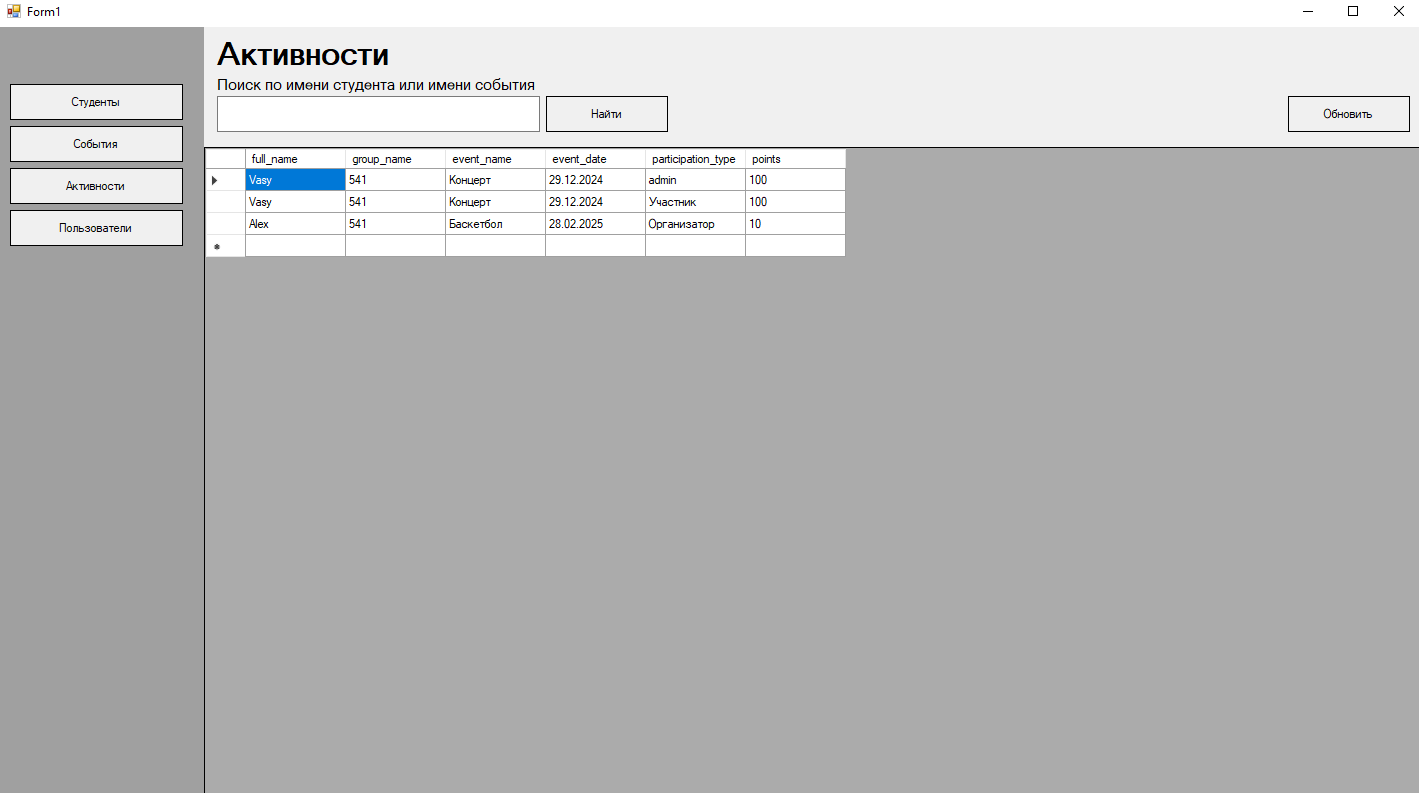 Form1
Студенты
События
Активности
Пользователи
Активности
Поиск по имени студента или имени события
Найти
Обновить
full_name group_name event_name event_date participation_type points
Vasy 541 Концерт 29.12.2024 admin 100
Vasy 541 Концерт 29.12.2024 Участник 100
Alex 541 Баскетбол 28.02.2025 Организатор 10